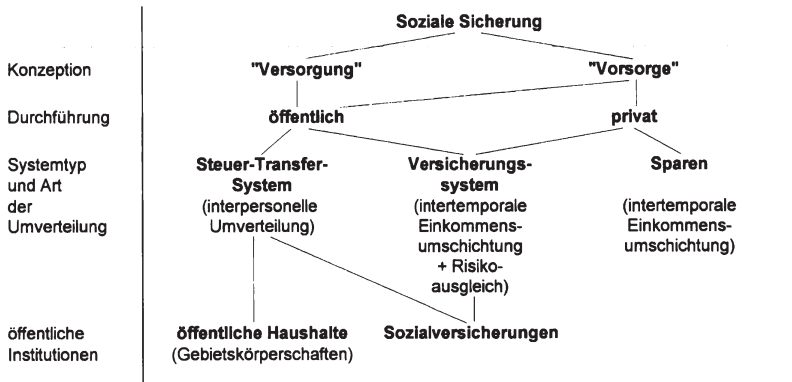 Soziale Sicherung
Konzeption
"Versorgung"
"Vorsorge"
Durchführung
öffentlich
privat
Systemtyp
und Art
der
Umverteilung
Steuer-Transfer-
System
(interpersonelle
Umverteilung)
Versicherungs-
system
(intertemporale
Einkommens-
umschichtung
+ Risiko-
ausgleich)
Sparen
(intertemporale
Einkommens-
umschichtung)
öffentliche
Institutionen
öffentliche Haushalte
(Gebietskörperschaften)
Sozialversicherungen